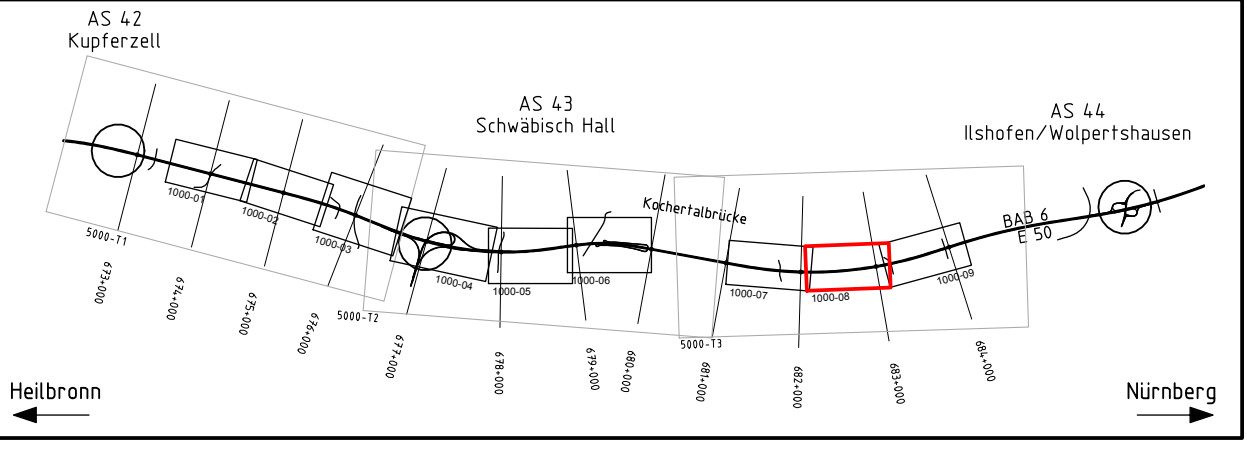 AS 42
Kupferzell
AS 43
Schwäbisch Hall
AS 44
Ilshofen/Wolpertshausen
1000-01
1000-02
1000-03
1000-04
1000-05
1000-06
Kochertalbrücke
1000-07
1000-08
1000-09
BAB 6
E 50
5000-T1
5000-T2
5000-T3
673+000
674+000
675+000
676+000
677+000
678+000
679+000
680+000
681+000
682+000
683+000
684+000
Heilbronn
Nürnberg